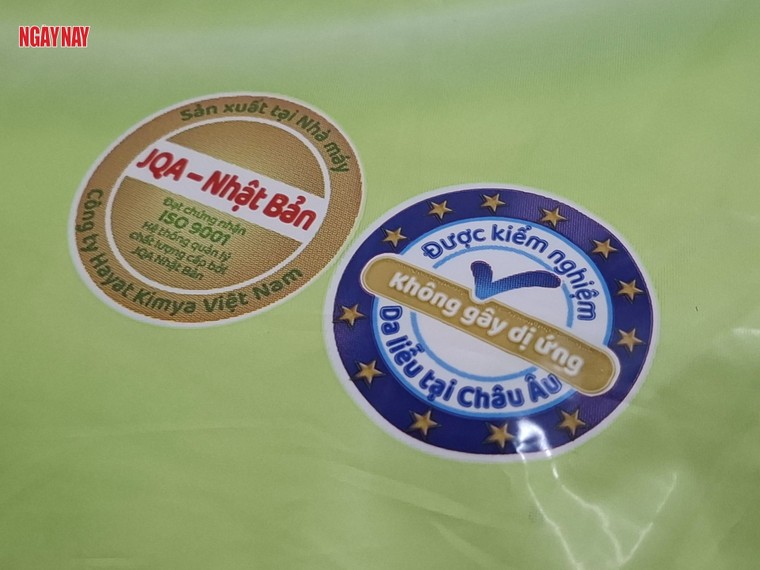 NGAY NAY
Sản xuất tại Nhà máy
JQA – Nhật Bản
Đạt chứng nhận
ISO 9001
Hệ thống quản lý
chất lượng cấp bởi
JQA Nhật Bản
Công ty Hayat Kimya Việt Nam
Được kiểm nghiệm
Không gây dị ứng
Da liễu tại Châu Âu